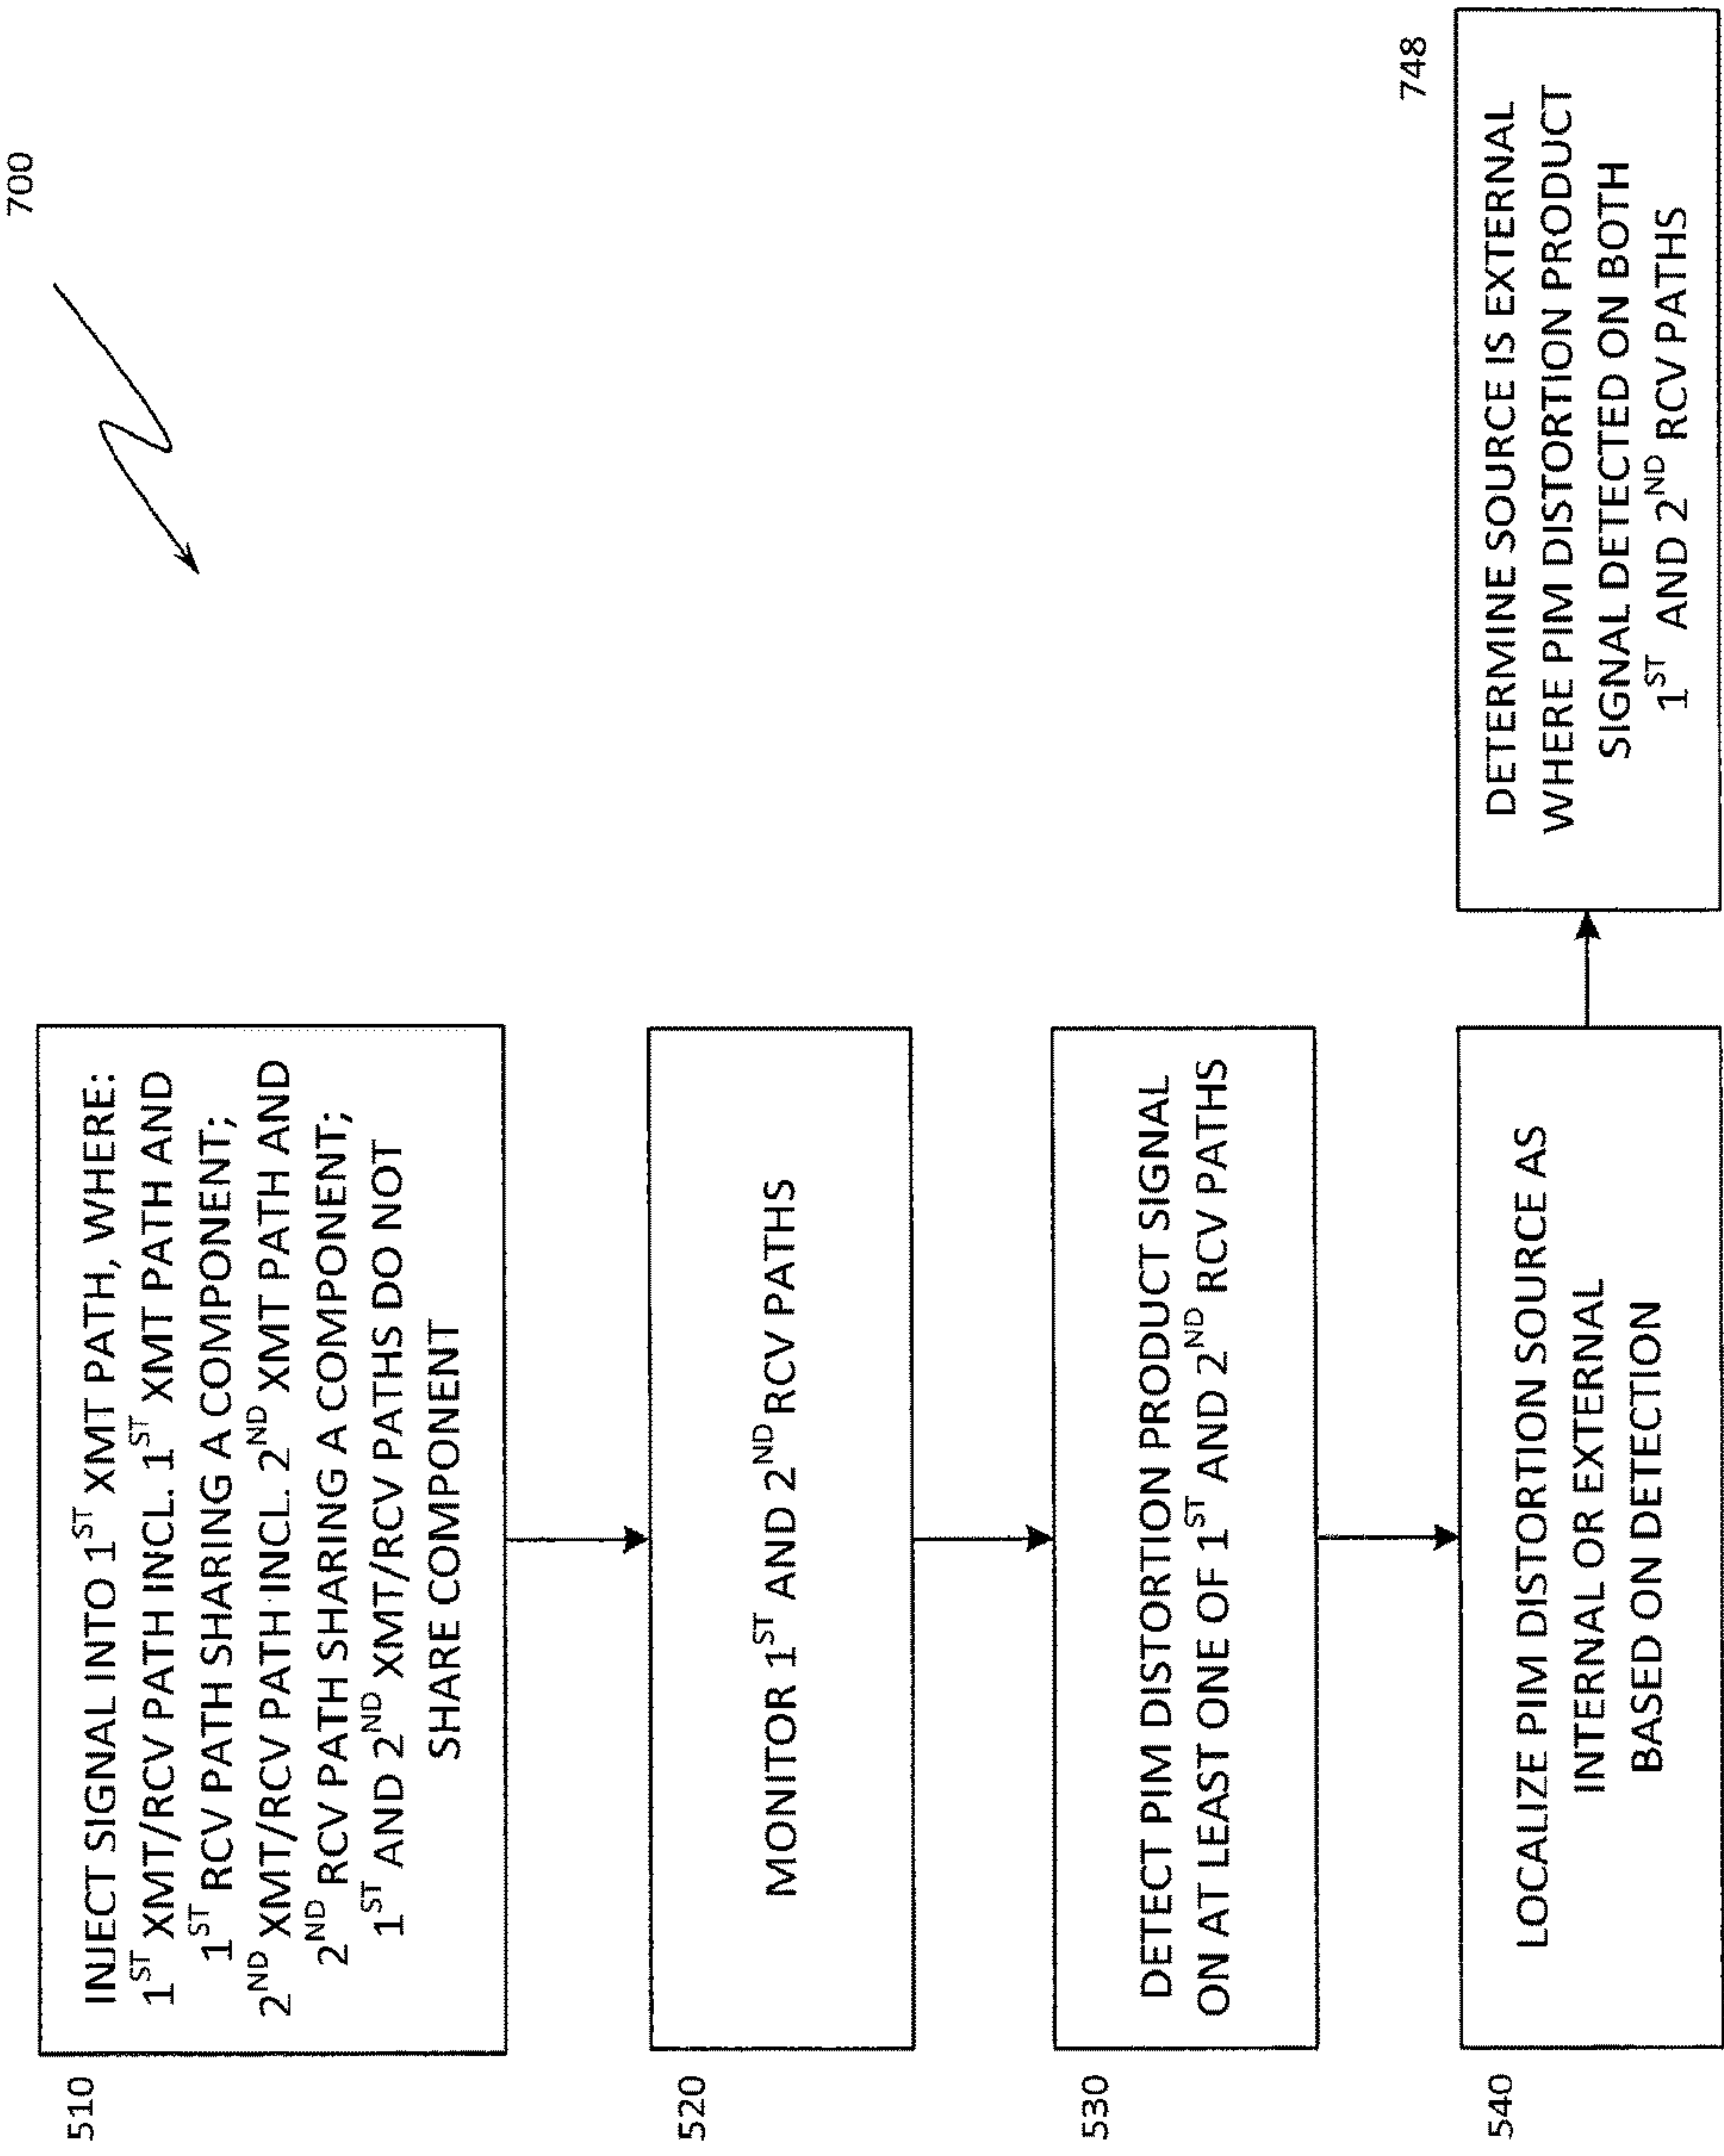 700
510
INJECT SIGNAL INTO 1ST XMT PATH, WHERE:
1ST XMT/RCV PATH INCL. 1ST XMT PATH AND
1ST RCV PATH SHARING A COMPONENT;
2ND XMT/RCV PATH INCL. 2ND XMT PATH AND
2ND RCV PATH SHARING A COMPONENT;
1ST AND 2ND XMT/RCV PATHS DO NOT
SHARE COMPONENT
520
MONITOR 1ST AND 2ND RCV PATHS
530
DETECT PIM DISTORTION PRODUCT SIGNAL
ON AT LEAST ONE OF 1ST AND 2ND RCV PATHS
540
LOCALIZE PIM DISTORTION SOURCE AS
INTERNAL OR EXTERNAL
BASED ON DETECTION
748
DETERMINE SOURCE IS EXTERNAL
WHERE PIM DISTORTION PRODUCT
SIGNAL DETECTED ON BOTH
1ST AND 2ND RCV PATHS